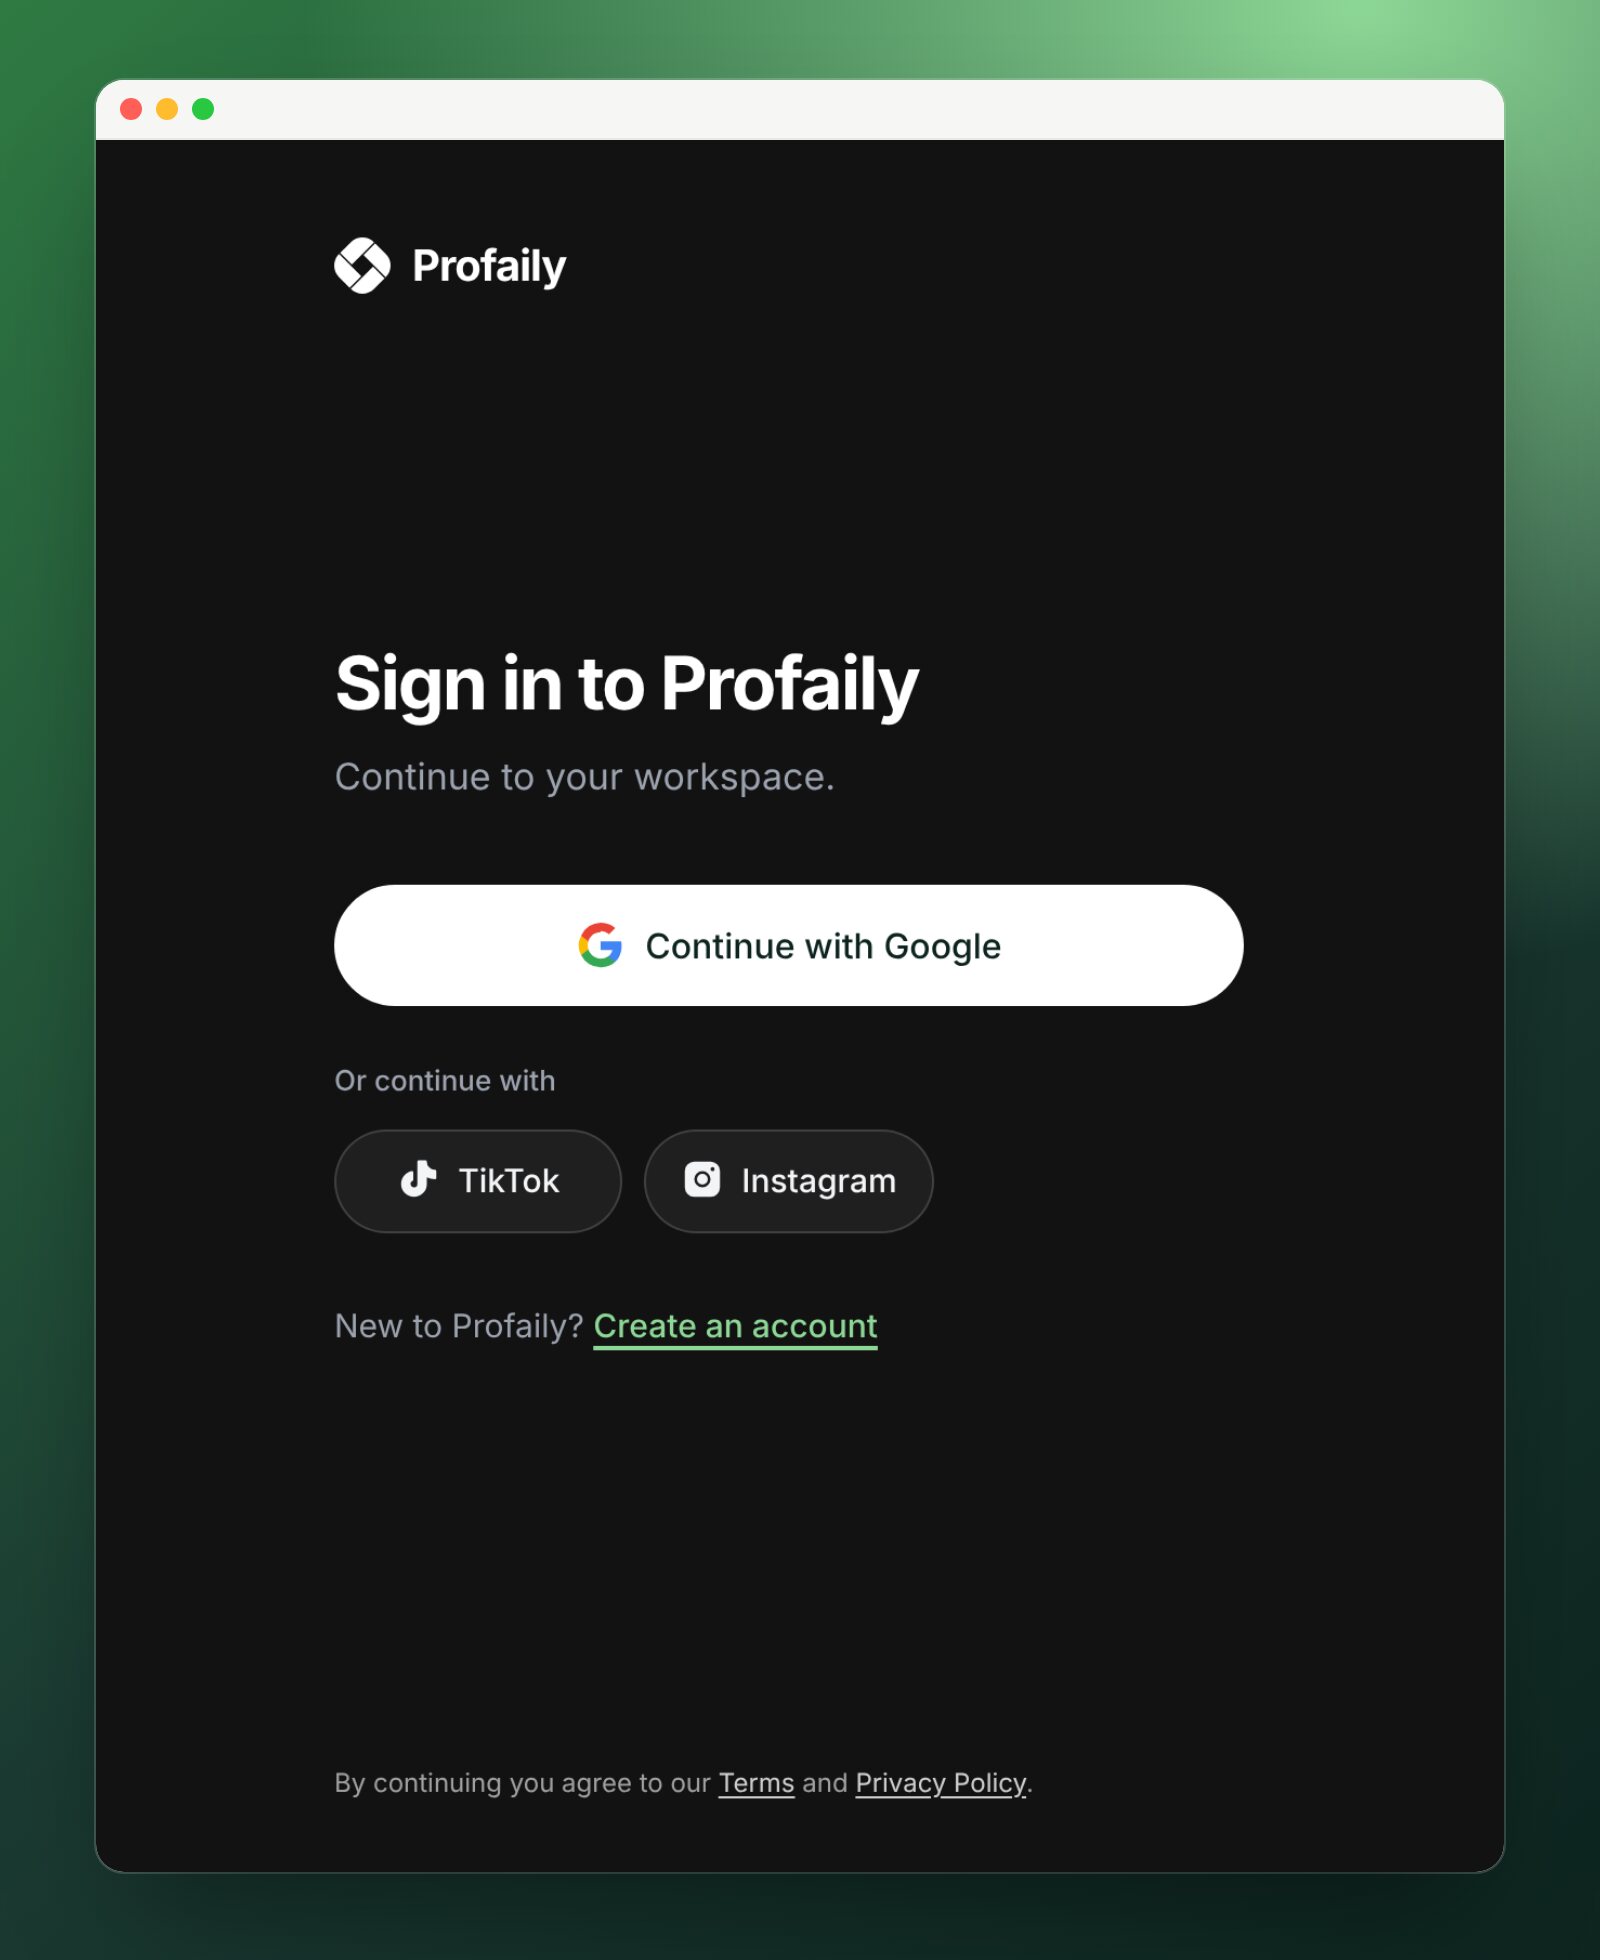 Profaily
Sign in to Profaily
Continue to your workspace.
Continue with Google
Or continue with
TikTok
Instagram
New to Profaily? Create an account
By continuing you agree to our Terms and Privacy Policy.